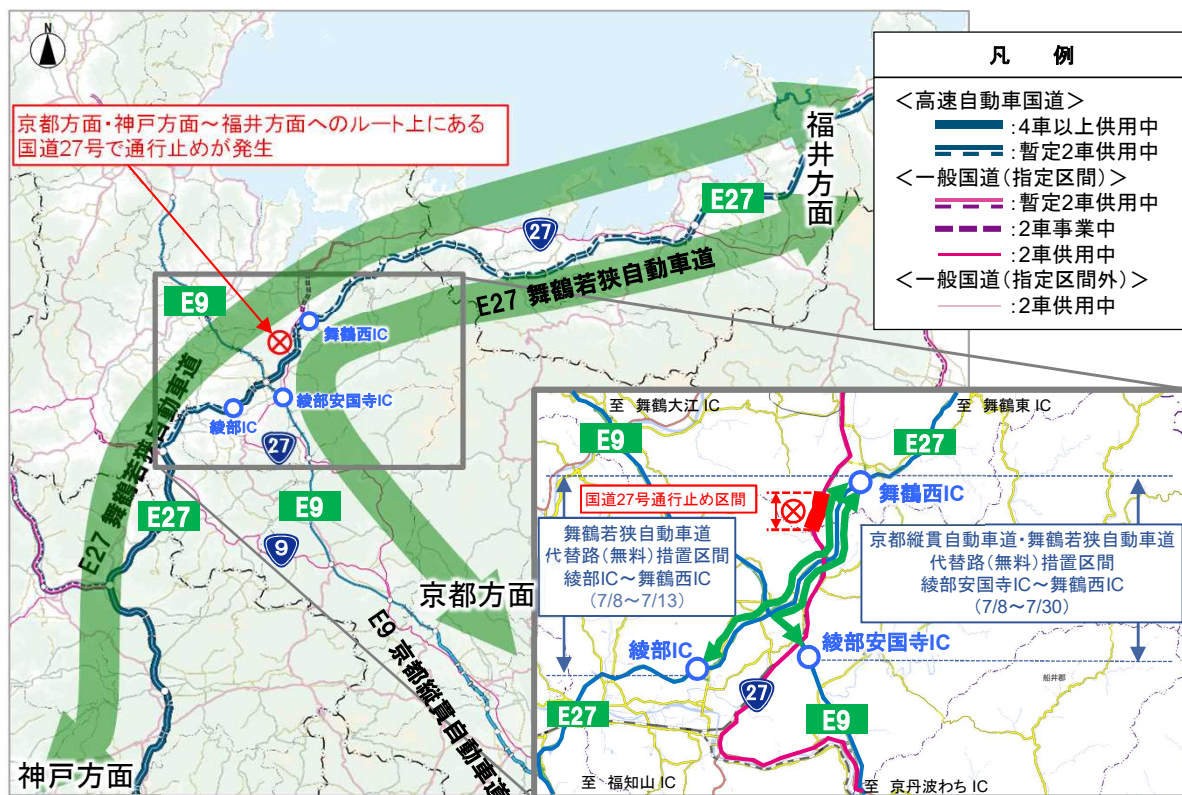 N
京都方面・神戸方面～福井方面へのルート上にある
国道27号で通行止めが発生
凡 例
＜高速自動車国道＞
:4車以上供用中
:暫定2車供用中
＜一般国道(指定区間)＞
:暫定2車供用中
:2車事業中
:2車供用中
＜一般国道(指定区間外)＞
:2車供用中
福井方面
E27
27
E27 舞鶴若狭自動車道
E9
舞鶴西IC
綾部安国寺IC
綾部IC
27
E27 舞鶴若狭自動車道
E27
E9
9
京都方面
E9 京都縦貫自動車道
神戸方面
至 舞鶴大江 IC
至 舞鶴東 IC
E9
E27
舞鶴西IC
国道27号通行止め区間
舞鶴若狭自動車道
代替路(無料)措置区間
綾部IC～舞鶴西IC
(7/8～7/13)
京都縦貫自動車道・舞鶴若狭自動車道
代替路(無料)措置区間
綾部安国寺IC～舞鶴西IC
(7/8～7/30)
綾部IC
綾部安国寺IC
船井郡
27
E27
E9
至 福知山 IC
至 京丹波わち IC